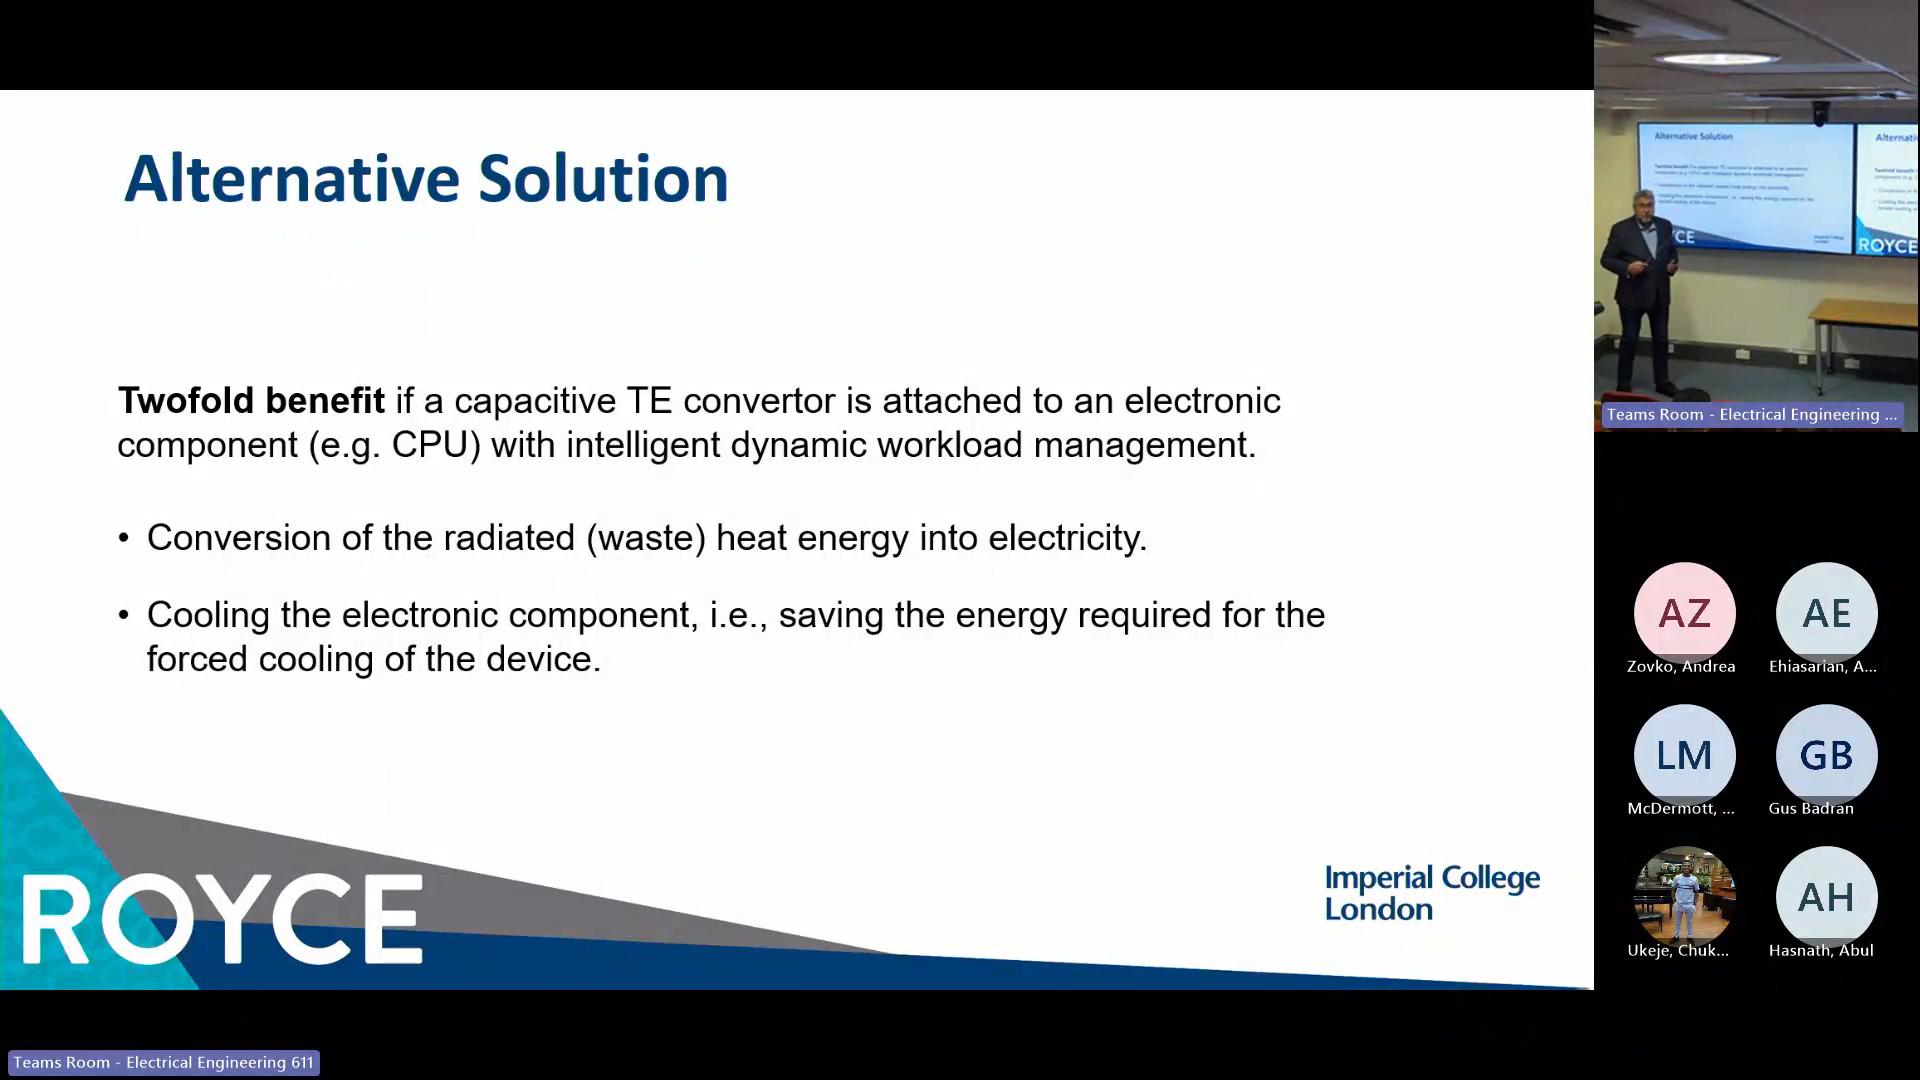 Alternative Solution
Twofold benefit if a capacitive TE convertor is attached to an electronic
component (e.g. CPU) with intelligent dynamic workload management.
• Conversion of the radiated (waste) heat energy into electricity.
• Cooling the electronic component, i.e., saving the energy required for the
forced cooling of the device.
ROYCE
Imperial College
London
Teams Room - Electrical Engineering 611
Alternative Solution
ROYCE
Teams Room - Electrical Engineering ...
AZ
Zovko, Andrea
AE
Ehiasarian, A...
LM
McDermott, ...
GB
Gus Badran
Ukeje, Chuk...
AH
Hasnath, Abul